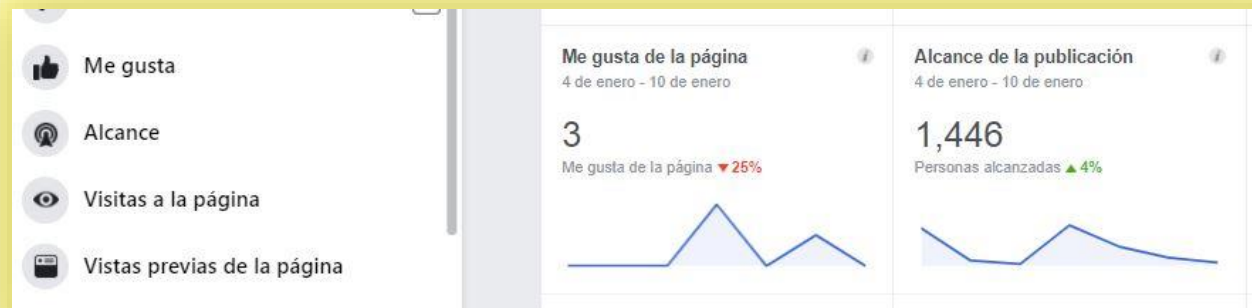 Me gusta
Alcance
Visitas a la página
Vistas previas de la página
Me gusta de la página
4 de enero - 10 de enero
3
Me gusta de la página ▼25%
Alcance de la publicación
4 de enero - 10 de enero
1,446
Personas alcanzadas ▲4%